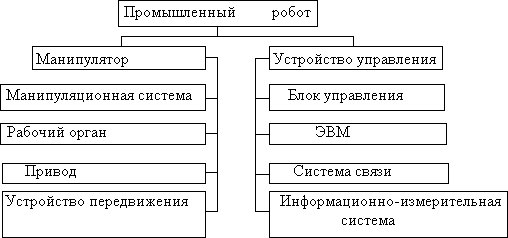 Промышленный робот
Манипулятор
Устройство управления
Манипуляционная система
Блок управления
Рабочий орган
ЭВМ
Привод
Система связи
Устройство передвижения
Информационно-измерительная
система